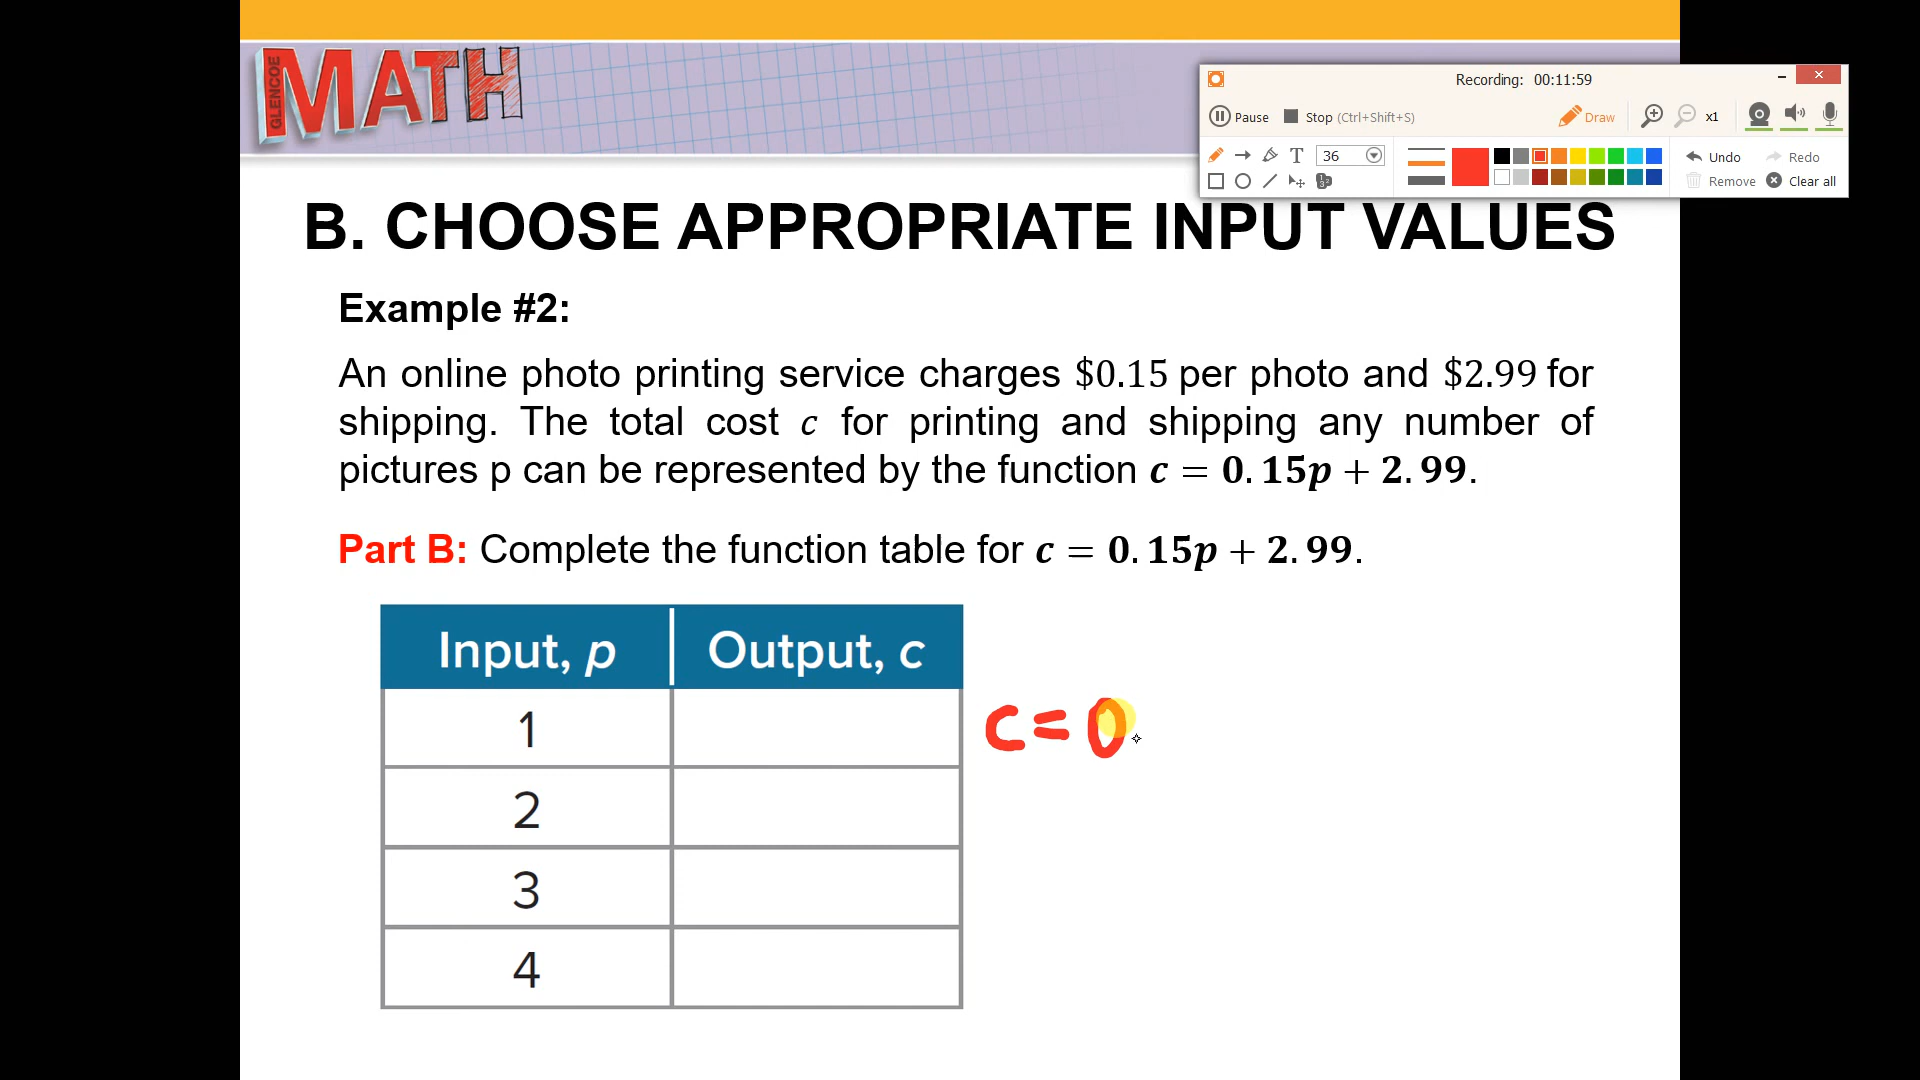 GLENCOE
MATH
Recording: 00:11:59
Pause Stop (Ctrl+Shift+S) Draw x1
T 36 Undo Redo
Remove Clear all
B. CHOOSE APPROPRIATE INPUT VALUES
Example #2:
An online photo printing service charges $0.15 per photo and $2.99 for
shipping. The total cost c for printing and shipping any number of
pictures p can be represented by the function c = 0.15p + 2.99.
Part B: Complete the function table for c = 0.15p + 2.99.
Input, p Output, c
1 c=0
2
3
4